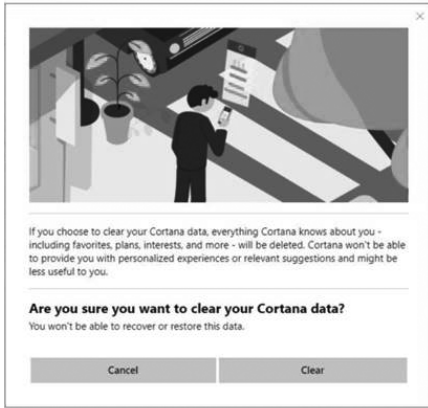 If you choose to clear your Cortana data, everything Cortana knows about you -
including favorites, plans, interests, and more - will be deleted. Cortana won't be able
to provide you with personalized experiences or relevant suggestions and might be
less useful to you.
Are you sure you want to clear your Cortana data?
You won't be able to recover or restore this data.
Cancel Clear